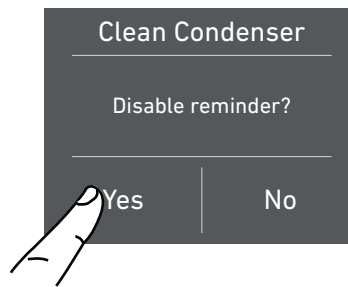 Clean Condenser
Disable reminder?
Yes No